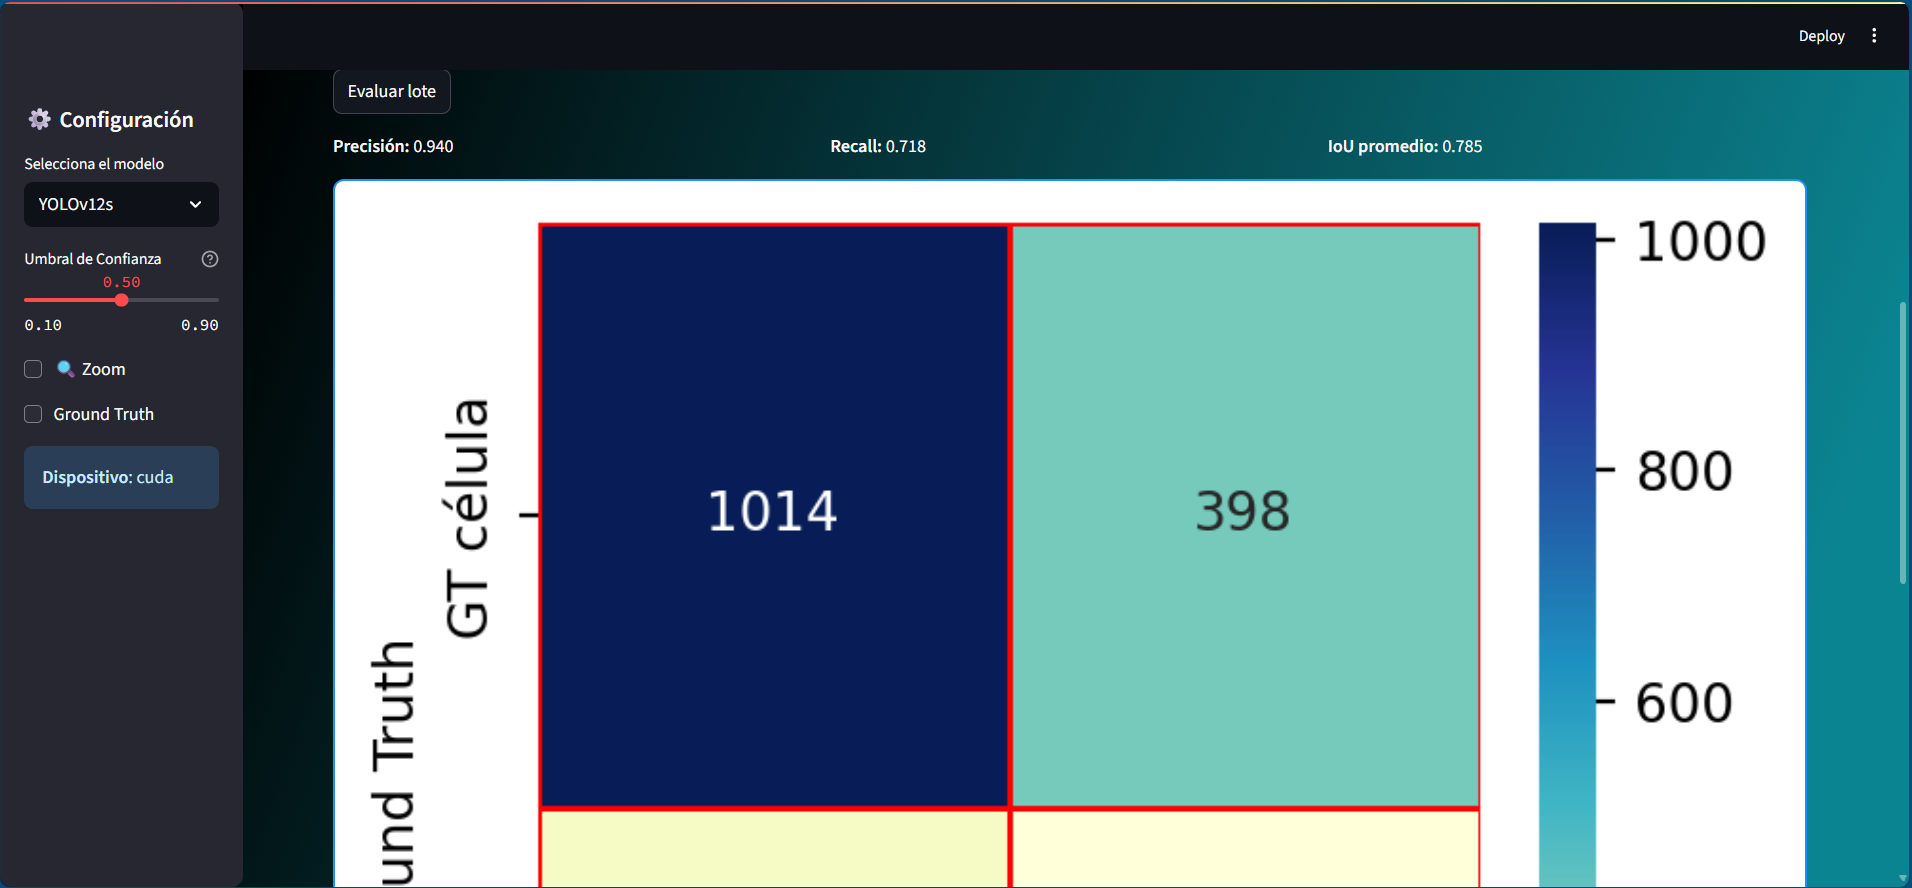 Deploy
Configuración
Selecciona el modelo
YOLOv12s
Umbral de Confianza
0.50
0.10 0.90
Zoom
Ground Truth
Dispositivo: cuda
Evaluar lote
Precisión: 0.940
Recall: 0.718
IoU promedio: 0.785
und Truth
GT célula
1014
398
1000
800
600